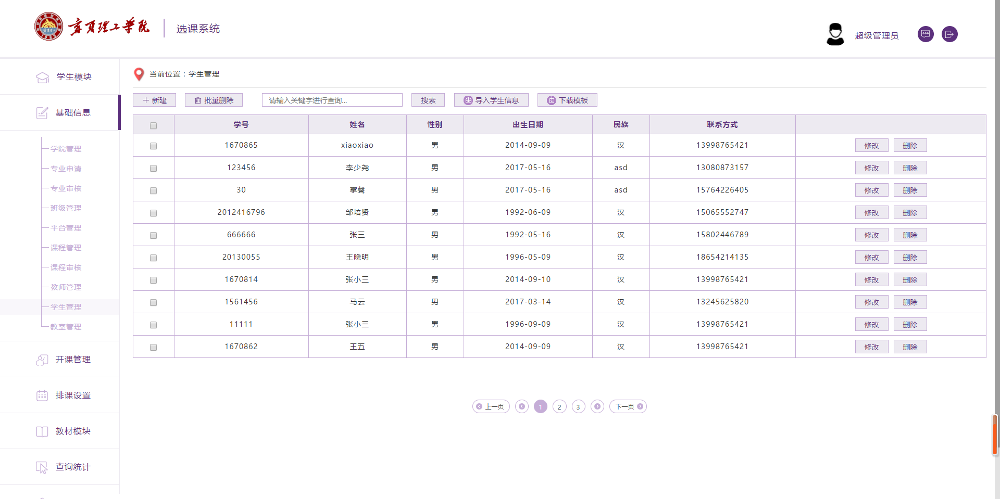 宁夏理工学院 选课系统
超级管理员
学生模块
基础信息
学院管理
专业申请
专业审核
班级管理
平台管理
课程管理
课程审核
教师管理
学生管理
教室管理
开课管理
排课设置
教材模块
查询统计
当前位置：学生管理
新建 批量删除 请输入关键字进行查询... 搜索 导入学生信息 下载模板
学号 姓名 性别 出生日期 民族 联系方式
1670865 xiaoxiao 男 2014-09-09 汉 13998765421 修改 删除
123456 李少尧 男 2017-05-16 asd 13080873157 修改 删除
30 掌聲 男 2017-05-16 asd 15764226405 修改 删除
2012416796 邹培贤 男 1992-06-09 汉 15065552747 修改 删除
666666 张三 男 1992-05-16 汉 15802446789 修改 删除
20130055 王晓明 男 1996-05-09 汉 18654214135 修改 删除
1670814 张小三 男 2014-09-10 汉 13998765421 修改 删除
1561456 马云 男 2017-03-14 汉 13245625820 修改 删除
11111 张小三 男 1996-09-09 汉 13998765421 修改 删除
1670862 王五 男 2014-09-09 汉 13998765421 修改 删除
上一页 1 2 3 下一页